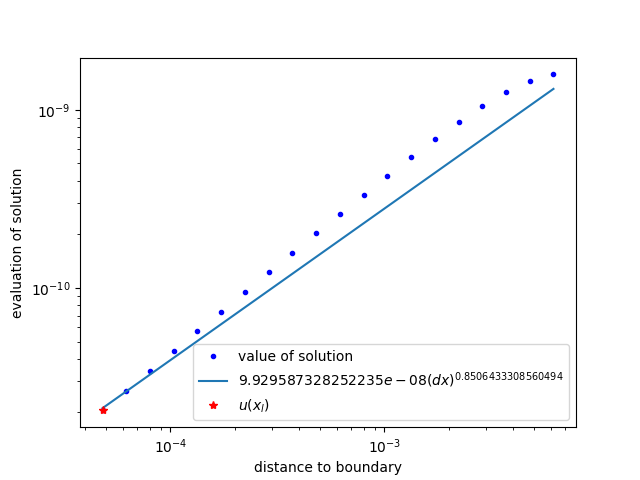 10⁻⁹
10⁻¹⁰
evaluation of solution
value of solution
9.929587328252235e − 08(dx)^0.8506433308560494
u(x_l)
10⁻⁴ 10⁻³
distance to boundary